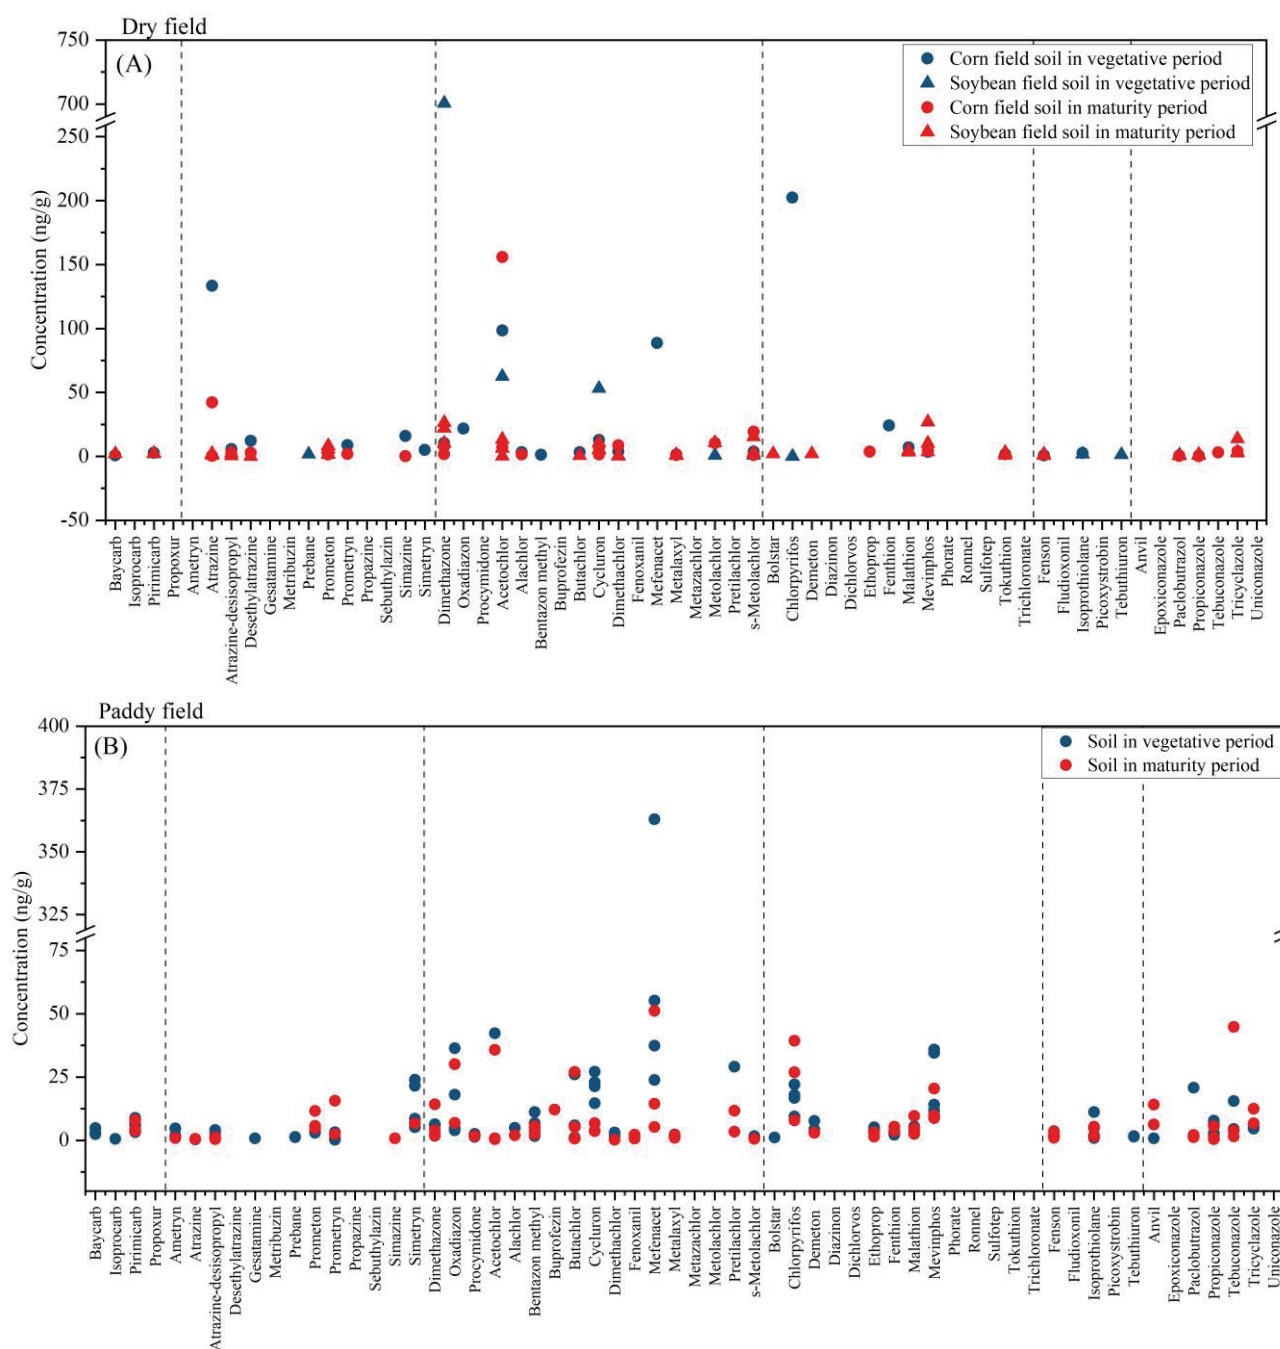 Dry field
(A)
Corn field soil in vegetative period
Soybean field soil in vegetative period
Corn field soil in maturity period
Soybean field soil in maturity period
Concentration (ng/g)
750
700
250
200
150
100
50
0
-50
Baycarb
Isoprocarb
Pirimicarb
Propoxur
Ametryn
Atrazine
Atrazine-desisopropyl
Desethylatrazine
Gesatamine
Metribuzin
Prebane
Prometon
Prometryn
Propazine
Sebuthylazin
Simazine
Simetryn
Dimethazone
Oxadiazon
Procymidone
Acetochlor
Alachlor
Bentazon methyl
Buprofezin
Butachlor
Cycluron
Dimethachlor
Fenoxanil
Mefenacet
Metalaxyl
Metazachlor
Metolachlor
Pretilachlor
s-Metolachlor
Bolstar
Chlorpyrifos
Demeton
Diazinon
Dichlorvos
Ethoprop
Fenthion
Malathion
Mevinphos
Phorate
Ronnel
Sulfotep
Tokuthion
Trichloronate
Fenson
Fludioxonil
Isoprothiolane
Picoxystrobin
Tebuthiuron
Anvil
Epoxiconazole
Paclobutrazol
Propiconazole
Tebuconazole
Tricyclazole
Uniconazole
Paddy field
(B)
Soil in vegetative period
Soil in maturity period
Concentration (ng/g)
400
375
350
325
75
50
25
0
Baycarb
Isoprocarb
Pirimicarb
Propoxur
Ametryn
Atrazine
Atrazine-desisopropyl
Desethylatrazine
Gesatamine
Metribuzin
Prebane
Prometon
Prometryn
Propazine
Sebuthylazin
Simazine
Simetryn
Dimethazone
Oxadiazon
Procymidone
Acetochlor
Alachlor
Bentazon methyl
Buprofezin
Butachlor
Cycluron
Dimethachlor
Fenoxanil
Mefenacet
Metalaxyl
Metazachlor
Metolachlor
Pretilachlor
s-Metolachlor
Bolstar
Chlorpyrifos
Demeton
Diazinon
Dichlorvos
Ethoprop
Fenthion
Malathion
Mevinphos
Phorate
Ronnel
Sulfotep
Tokuthion
Trichloronate
Fenson
Fludioxonil
Isoprothiolane
Picoxystrobin
Tebuthiuron
Anvil
Epoxiconazole
Paclobutrazol
Propiconazole
Tebuconazole
Tricyclazole
Uniconazole